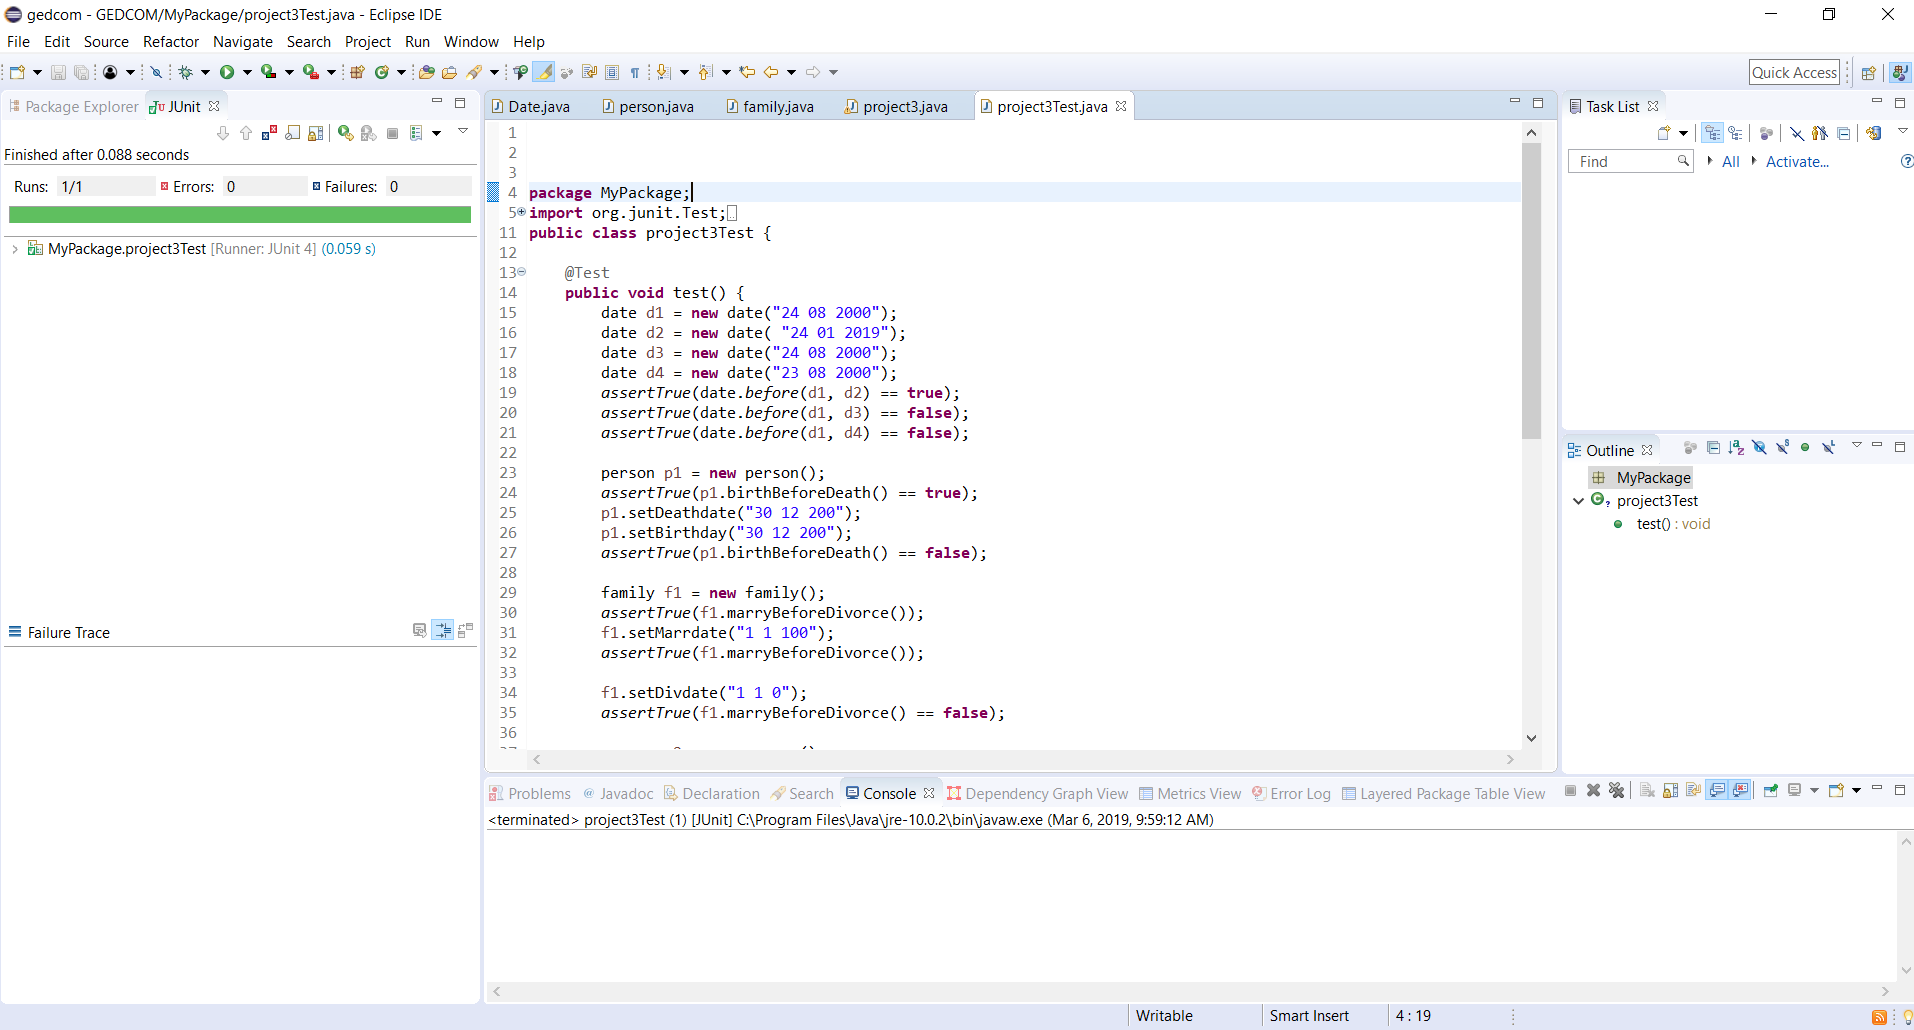 gedcom - GEDCOM/MyPackage/project3Test.java - Eclipse IDE
File Edit Source Refactor Navigate Search Project Run Window Help
Quick Access
Package Explorer JUnit
Finished after 0.088 seconds
Runs: 1/1 Errors: 0 Failures: 0
MyPackage.project3Test [Runner: JUnit 4] (0.059 s)
Failure Trace
Date.java person.java family.java project3.java project3Test.java
1
2
3
4 package MyPackage;
5 import org.junit.Test;
11 public class project3Test {
12
13 @Test
14 public void test() {
15 date d1 = new date("24 08 2000");
16 date d2 = new date( "24 01 2019");
17 date d3 = new date("24 08 2000");
18 date d4 = new date("23 08 2000");
19 assertTrue(date.before(d1, d2) == true);
20 assertTrue(date.before(d1, d3) == false);
21 assertTrue(date.before(d1, d4) == false);
22
23 person p1 = new person();
24 assertTrue(p1.birthBeforeDeath() == true);
25 p1.setDeathdate("30 12 200");
26 p1.setBirthday("30 12 200");
27 assertTrue(p1.birthBeforeDeath() == false);
28
29 family f1 = new family();
30 assertTrue(f1.marryBeforeDivorce());
31 f1.setMarrdate("1 1 100");
32 assertTrue(f1.marryBeforeDivorce());
33
34 f1.setDivdate("1 1 0");
35 assertTrue(f1.marryBeforeDivorce() == false);
36
Task List
Find All Activate...
Outline
MyPackage
project3Test
test() : void
Problems @ Javadoc Declaration Search Console Dependency Graph View Metrics View Error Log Layered Package Table View
<terminated> project3Test (1) [JUnit] C:\Program Files\Java\jre-10.0.2\bin\javaw.exe (Mar 6, 2019, 9:59:12 AM)
Writable Smart Insert 4 : 19